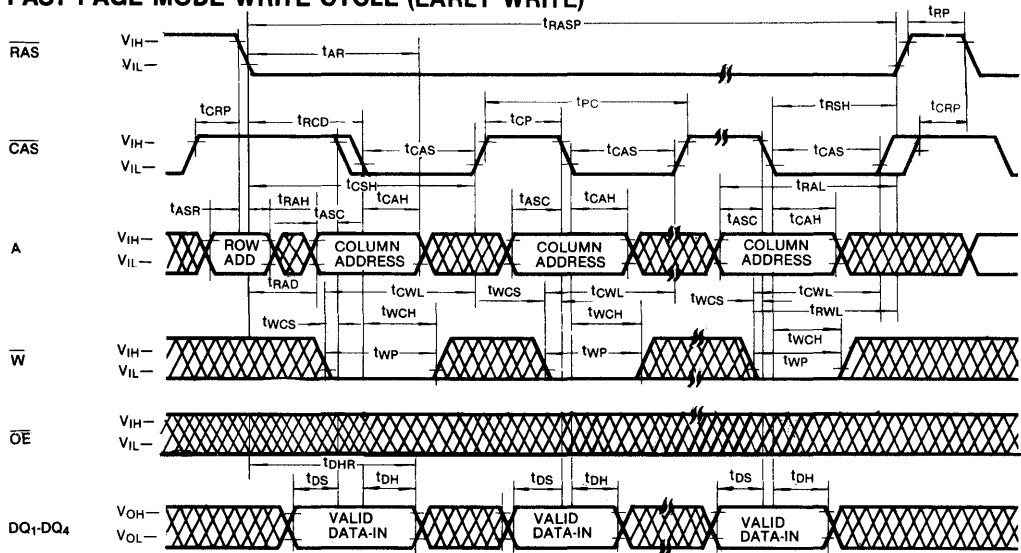 FAST PAGE MODE WRITE CYCLE (EARLY WRITE)
tRASP
tRP
RAS
VIH—
VIL—
tAR
tCRP
tRCD
tPC
tCP
tRSH
tCRP
CAS
VIH—
VIL—
tCAS
tCAS
tCAS
tCSH
tRAL
tASR
tRAH
tASC
tCAH
tASC
tCAH
tASC
tCAH
A
VIH—
VIL—
ROW
ADD
COLUMN
ADDRESS
COLUMN
ADDRESS
COLUMN
ADDRESS
tRAD
tCWL
tWCS
tCWL
tWCS
tCWL
tRWL
tWCS
tWCH
tWCH
tWCH
W
VIH—
VIL—
tWP
tWP
tWP
OE
VIH—
VIL—
tDHR
tDS
tDH
tDS
tDH
tDS
tDH
DQ1-DQ4
VOH—
VOL—
VALID
DATA-IN
VALID
DATA-IN
VALID
DATA-IN